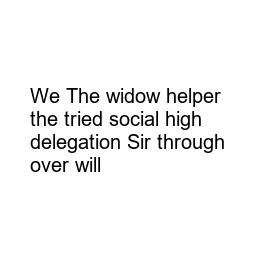 We The widow helper
the tried social high
delegation Sir through
over will